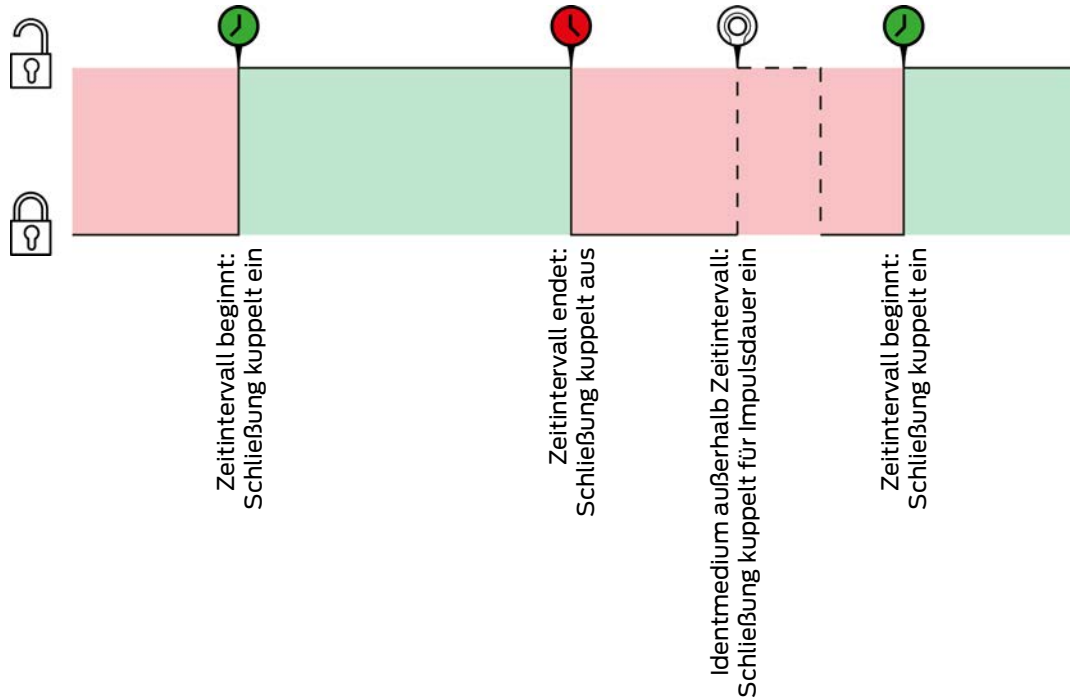 Zeitintervall beginnt:
Schließung kuppelt ein
Zeitintervall endet:
Schließung kuppelt aus
Identmedium außerhalb Zeitintervall:
Schließung kuppelt für Impulsdauer ein
Zeitintervall beginnt:
Schließung kuppelt ein